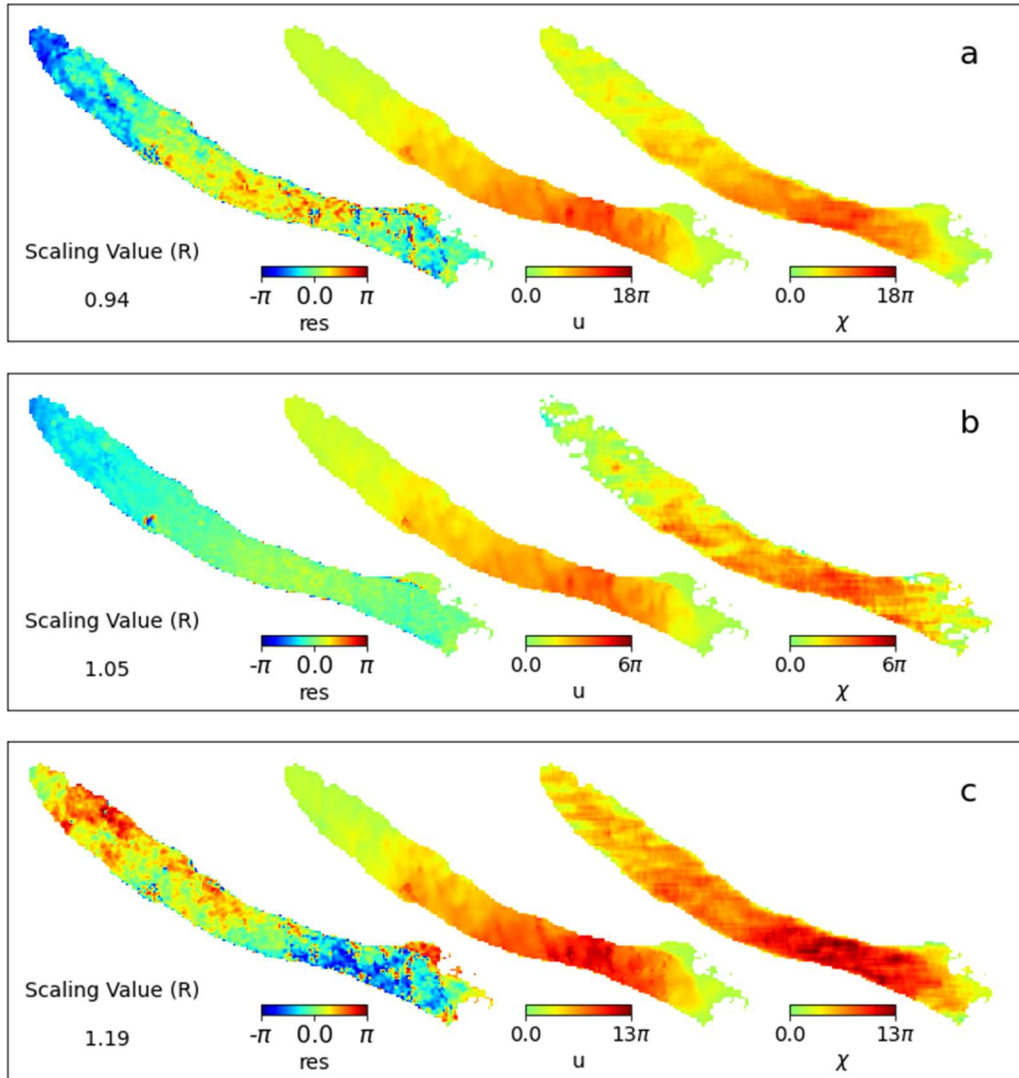 a
Scaling Value (R)
0.94
-π 0.0 π
res
0.0 18π
u
0.0 18π
χ
b
Scaling Value (R)
1.05
-π 0.0 π
res
0.0 6π
u
0.0 6π
χ
c
Scaling Value (R)
1.19
-π 0.0 π
res
0.0 13π
u
0.0 13π
χ